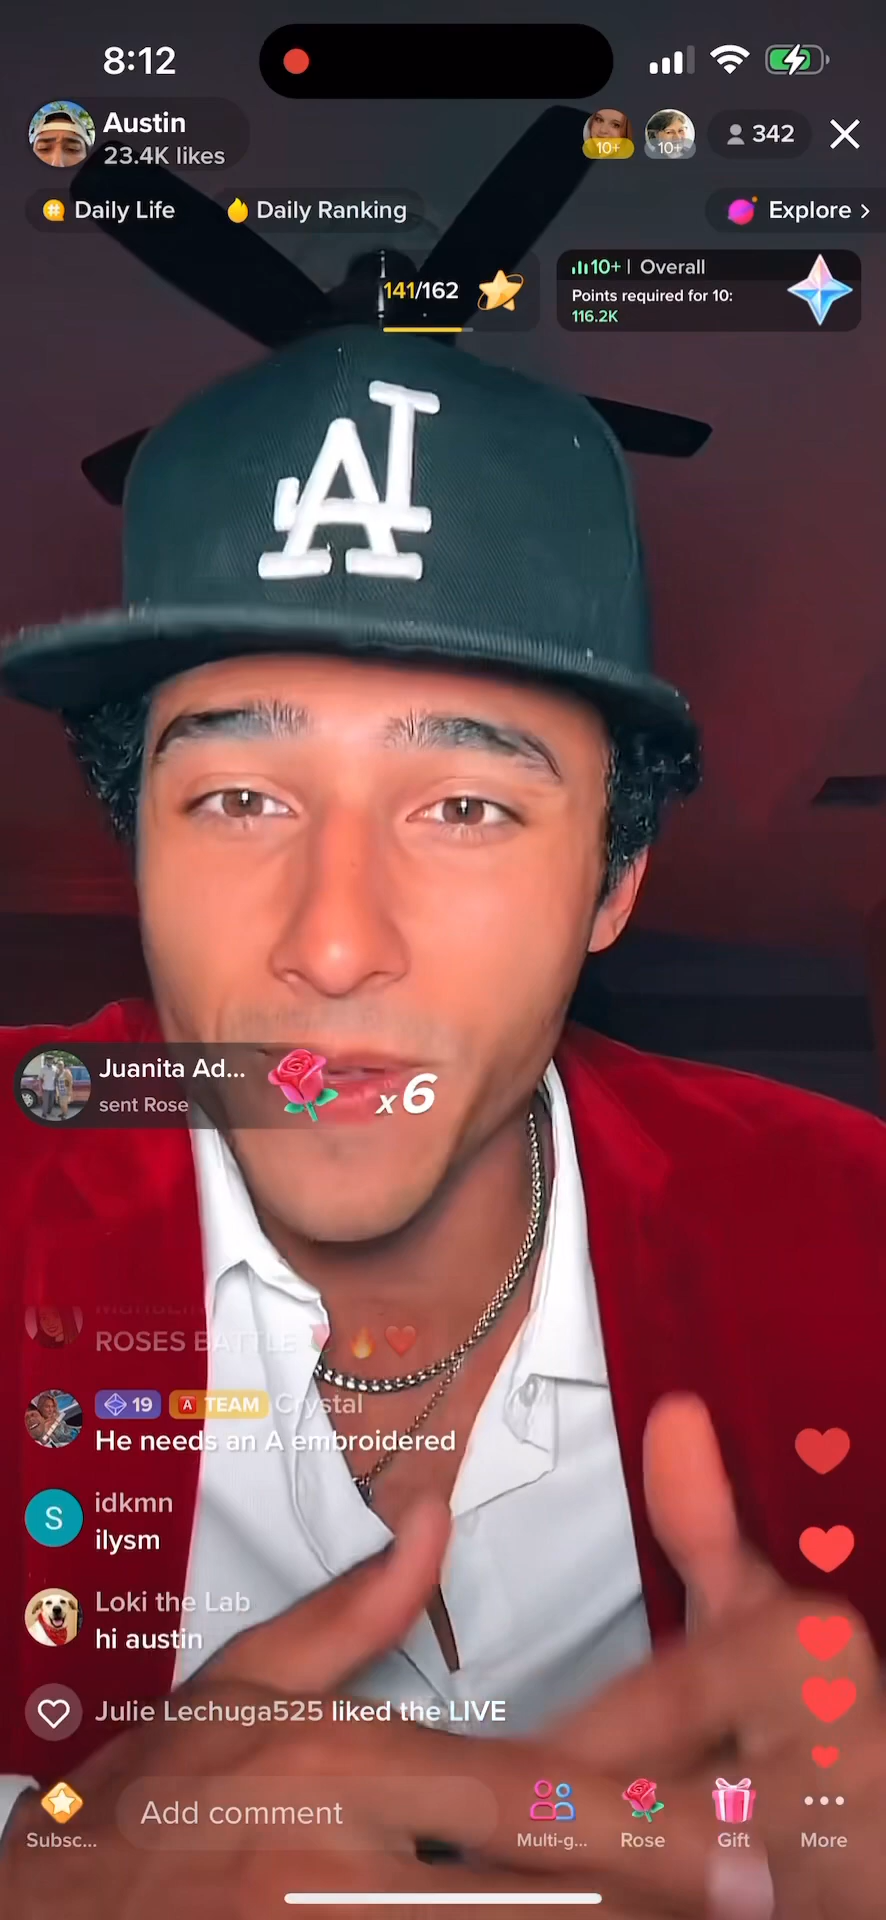 8:12
Austin
23.4K likes
10+
10+
342
Daily Life
Daily Ranking
Explore >
141/162
10+ | Overall
Points required for 10:
116.2K
LA
Juanita Ad...
sent Rose
x6
ROSES BATTLE 🌹🔥❤️
19 A TEAM Crystal
He needs an A embroidered
S
idkmn
ilysm
Loki the Lab
hi austin
Julie Lechuga525 liked the LIVE
Subsc...
Add comment
Multi-g...
Rose
Gift
More